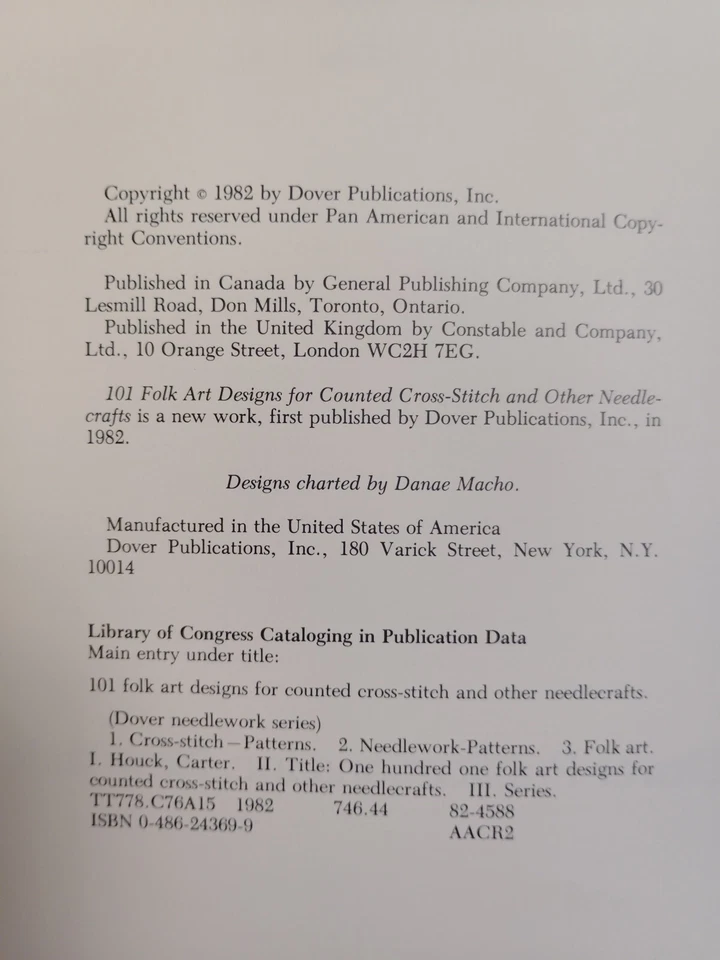 Copyright © 1982 by Dover Publications, Inc.
All rights reserved under Pan American and International Copy-
right Conventions.
Published in Canada by General Publishing Company, Ltd., 30
Lesmill Road, Don Mills, Toronto, Ontario.
Published in the United Kingdom by Constable and Company,
Ltd., 10 Orange Street, London WC2H 7EG.
101 Folk Art Designs for Counted Cross-Stitch and Other Needle-
crafts is a new work, first published by Dover Publications, Inc., in
1982.
Designs charted by Danae Macho.
Manufactured in the United States of America
Dover Publications, Inc., 180 Varick Street, New York, N.Y.
10014
Library of Congress Cataloging in Publication Data
Main entry under title:
101 folk art designs for counted cross-stitch and other needlecrafts.
(Dover needlework series)
1. Cross-stitch—Patterns. 2. Needlework-Patterns. 3. Folk art.
I. Houck, Carter. II. Title: One hundred one folk art designs for
counted cross-stitch and other needlecrafts. III. Series.
TT778.C76A15 1982 746.44 82-4588
ISBN 0-486-24369-9 AACR2